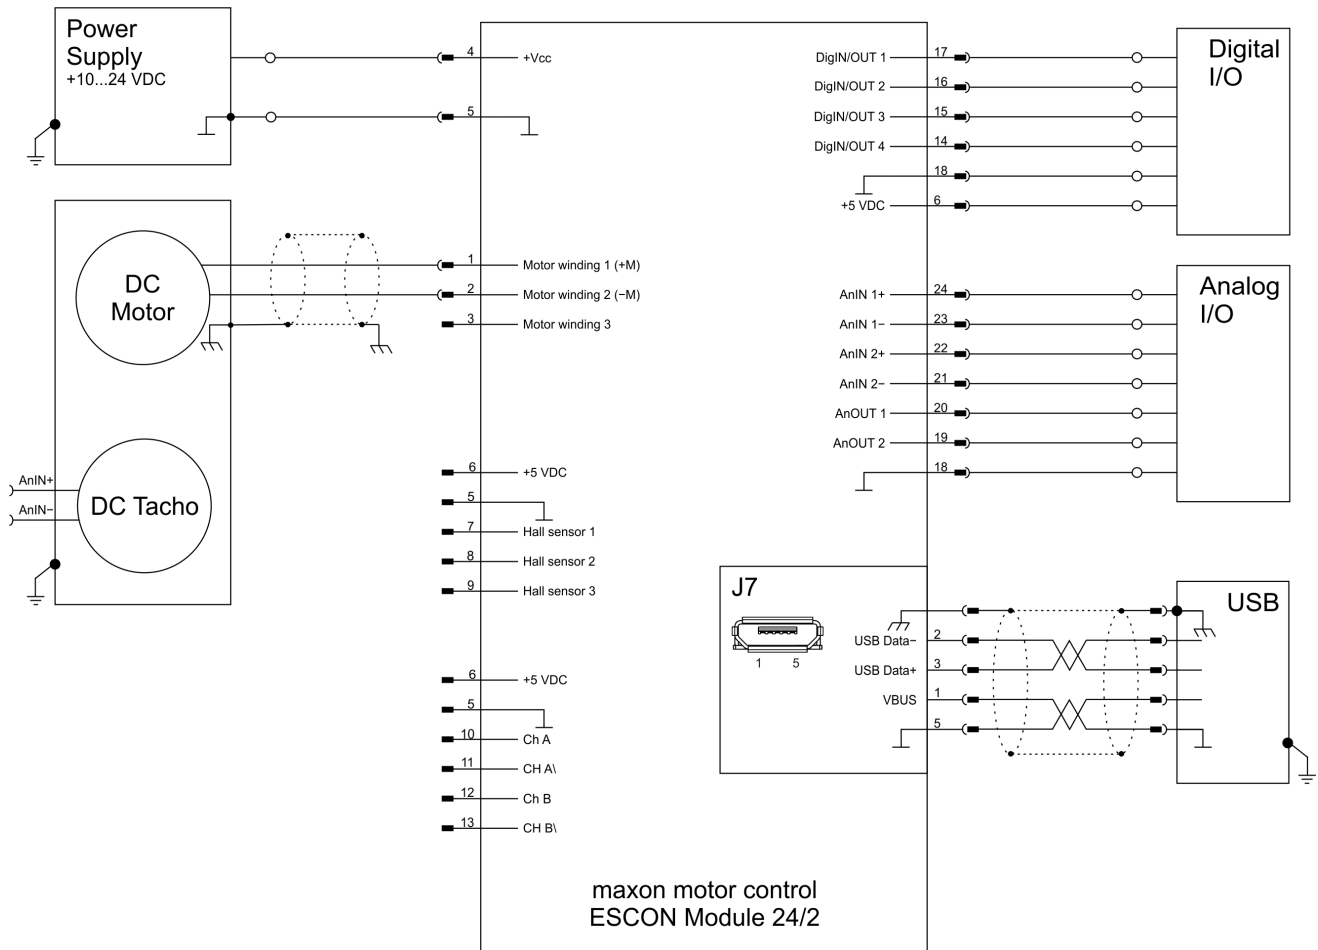 Power
Supply
+10...24 VDC
4
+Vcc
5
DC
Motor
1
Motor winding 1 (+M)
2
Motor winding 2 (−M)
3
Motor winding 3
AnIN+
AnIN−
DC Tacho
6
+5 VDC
5
7
Hall sensor 1
8
Hall sensor 2
9
Hall sensor 3
6
+5 VDC
5
10
Ch A
11
CH A\
12
Ch B
13
CH B\
DigIN/OUT 1
17
DigIN/OUT 2
16
DigIN/OUT 3
15
DigIN/OUT 4
14
18
+5 VDC
6
Digital
I/O
AnIN 1+
24
AnIN 1−
23
AnIN 2+
22
AnIN 2−
21
AnOUT 1
20
AnOUT 2
19
18
Analog
I/O
J7
1 5
USB Data−
2
USB Data+
3
VBUS
1
5
USB
maxon motor control
ESCON Module 24/2